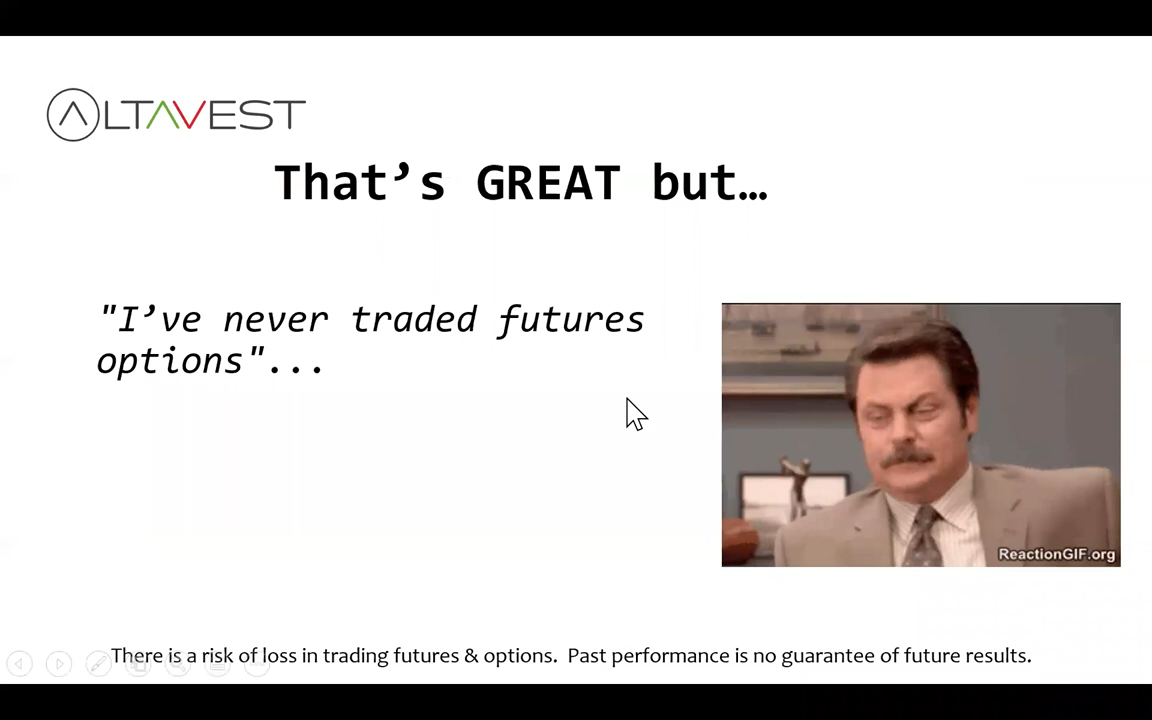 ALTAVEST
That’s GREAT but…
"I’ve never traded futures
options"...
ReactionGIF.org
There is a risk of loss in trading futures & options.  Past performance is no guarantee of future results.